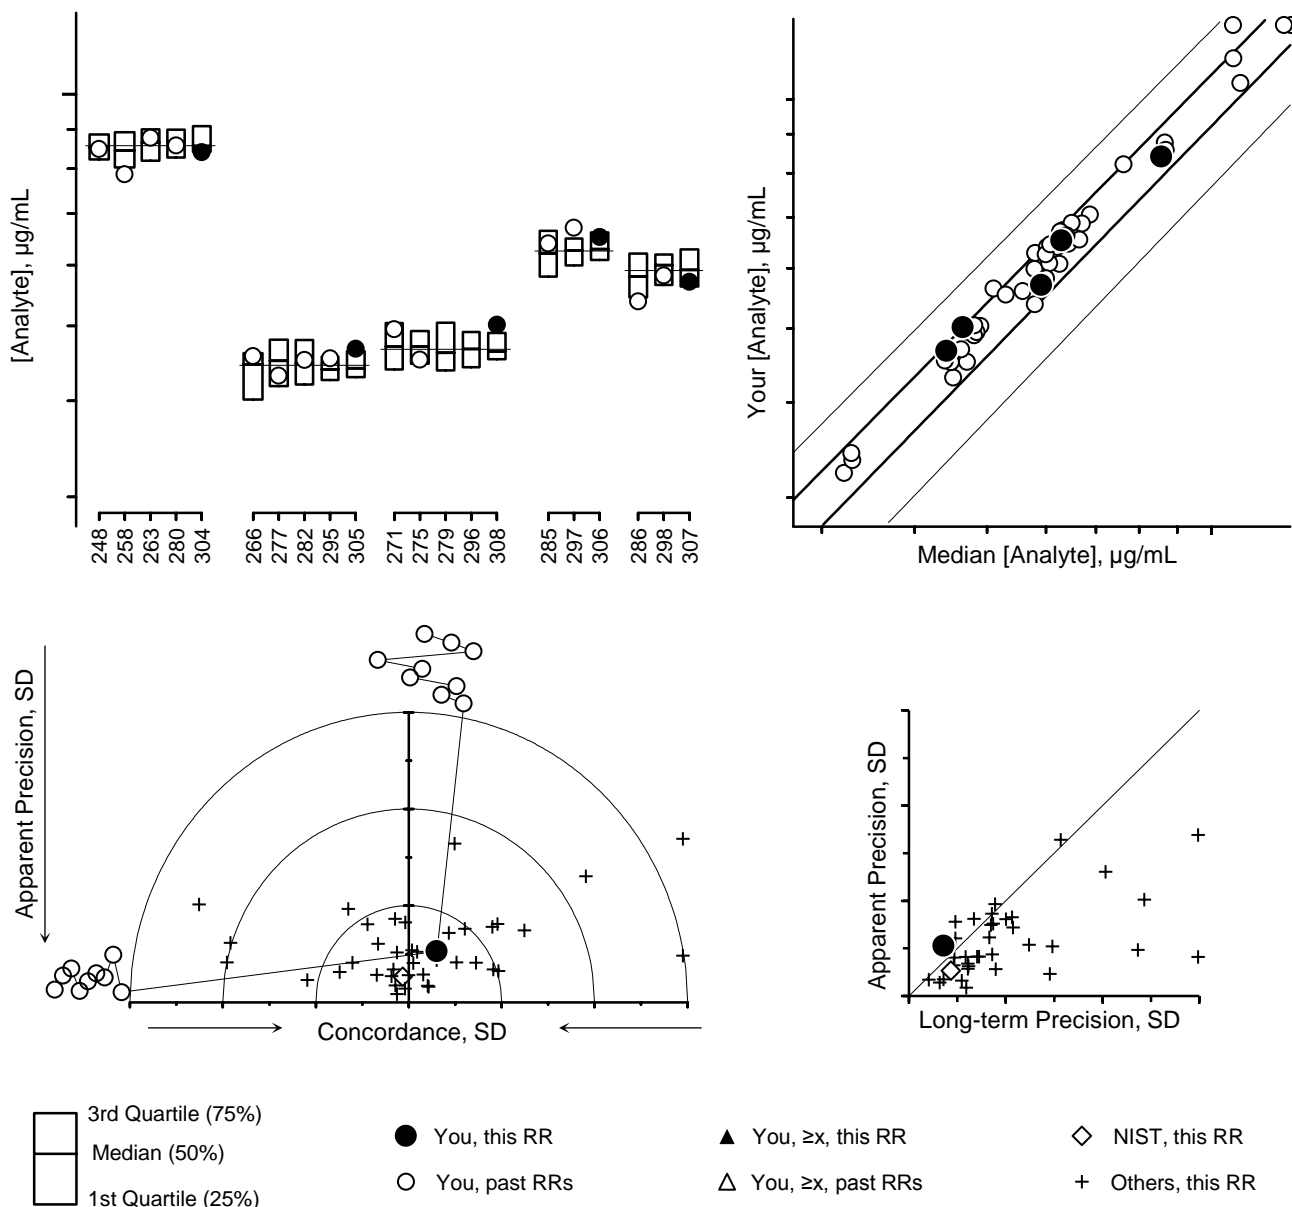 [Analyte], µg/mL
248
258
263
280
304
266
277
282
295
305
271
275
279
296
308
285
297
306
286
298
307
Your [Analyte], µg/mL
Median [Analyte], µg/mL
Apparent Precision, SD
Concordance, SD
Apparent Precision, SD
Long-term Precision, SD
3rd Quartile (75%)
Median (50%)
1st Quartile (25%)
You, this RR
You, past RRs
You, ≥x, this RR
You, ≥x, past RRs
NIST, this RR
Others, this RR